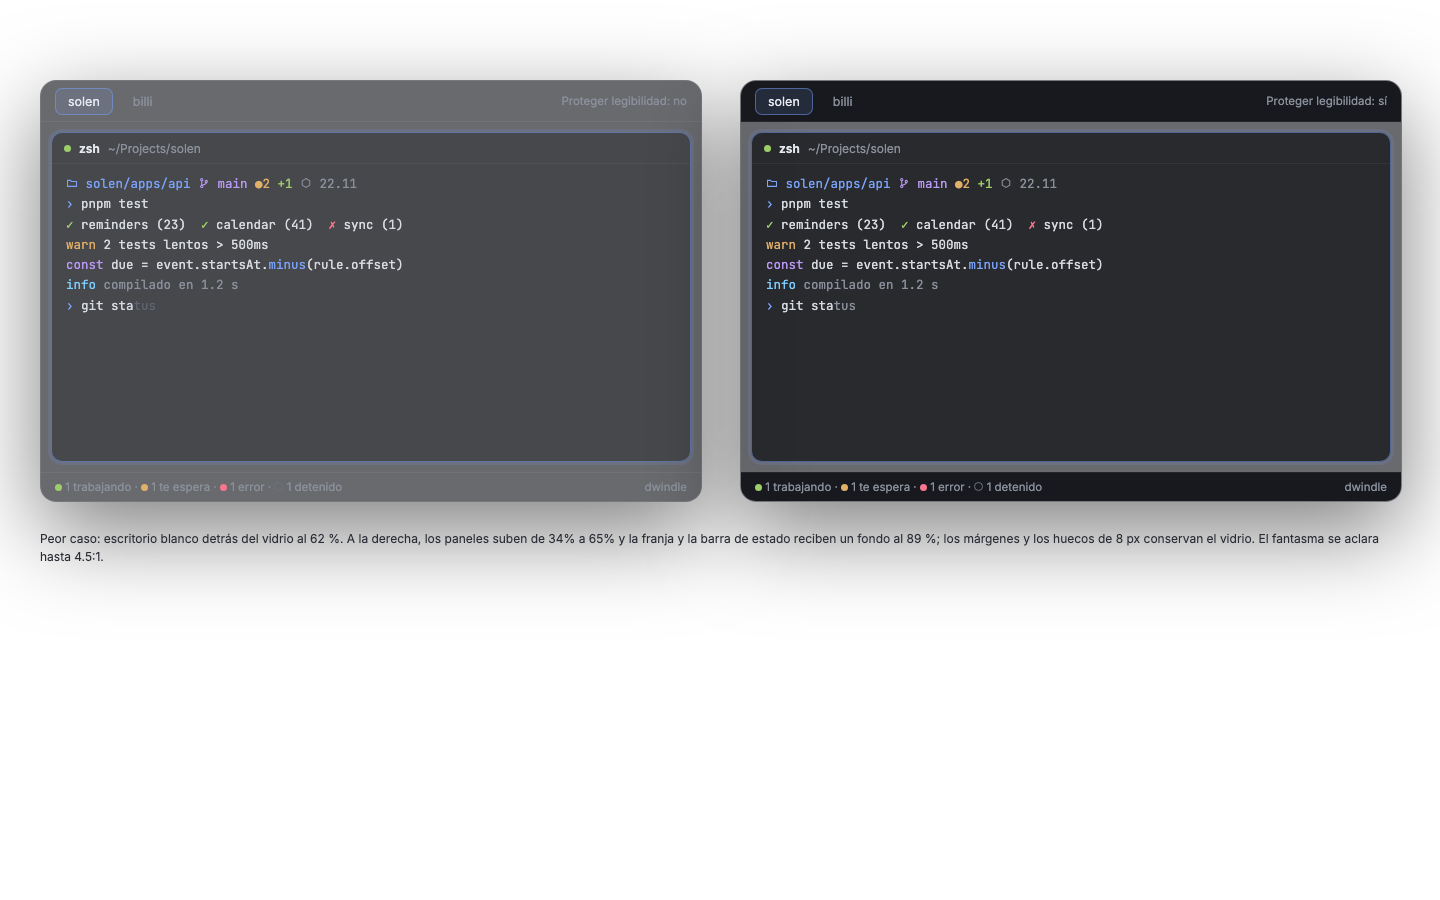 solen billi Proteger legibilidad: no
zsh ~/Projects/solen
solen/apps/api main ●2 +1 ⬡ 22.11
› pnpm test
✓ reminders (23) ✓ calendar (41) ✗ sync (1)
warn 2 tests lentos > 500ms
const due = event.startsAt.minus(rule.offset)
info compilado en 1.2 s
› git status
1 trabajando · 1 te espera · 1 error · 1 detenido dwindle
solen billi Proteger legibilidad: sí
zsh ~/Projects/solen
solen/apps/api main ●2 +1 ⬡ 22.11
› pnpm test
✓ reminders (23) ✓ calendar (41) ✗ sync (1)
warn 2 tests lentos > 500ms
const due = event.startsAt.minus(rule.offset)
info compilado en 1.2 s
› git status
1 trabajando · 1 te espera · 1 error · 1 detenido dwindle
Peor caso: escritorio blanco detrás del vidrio al 62 %. A la derecha, los paneles suben de 34% a 65% y la franja y la barra de estado reciben un fondo al 89 %; los márgenes y los huecos de 8 px conservan el vidrio. El fantasma se aclara
hasta 4.5:1.